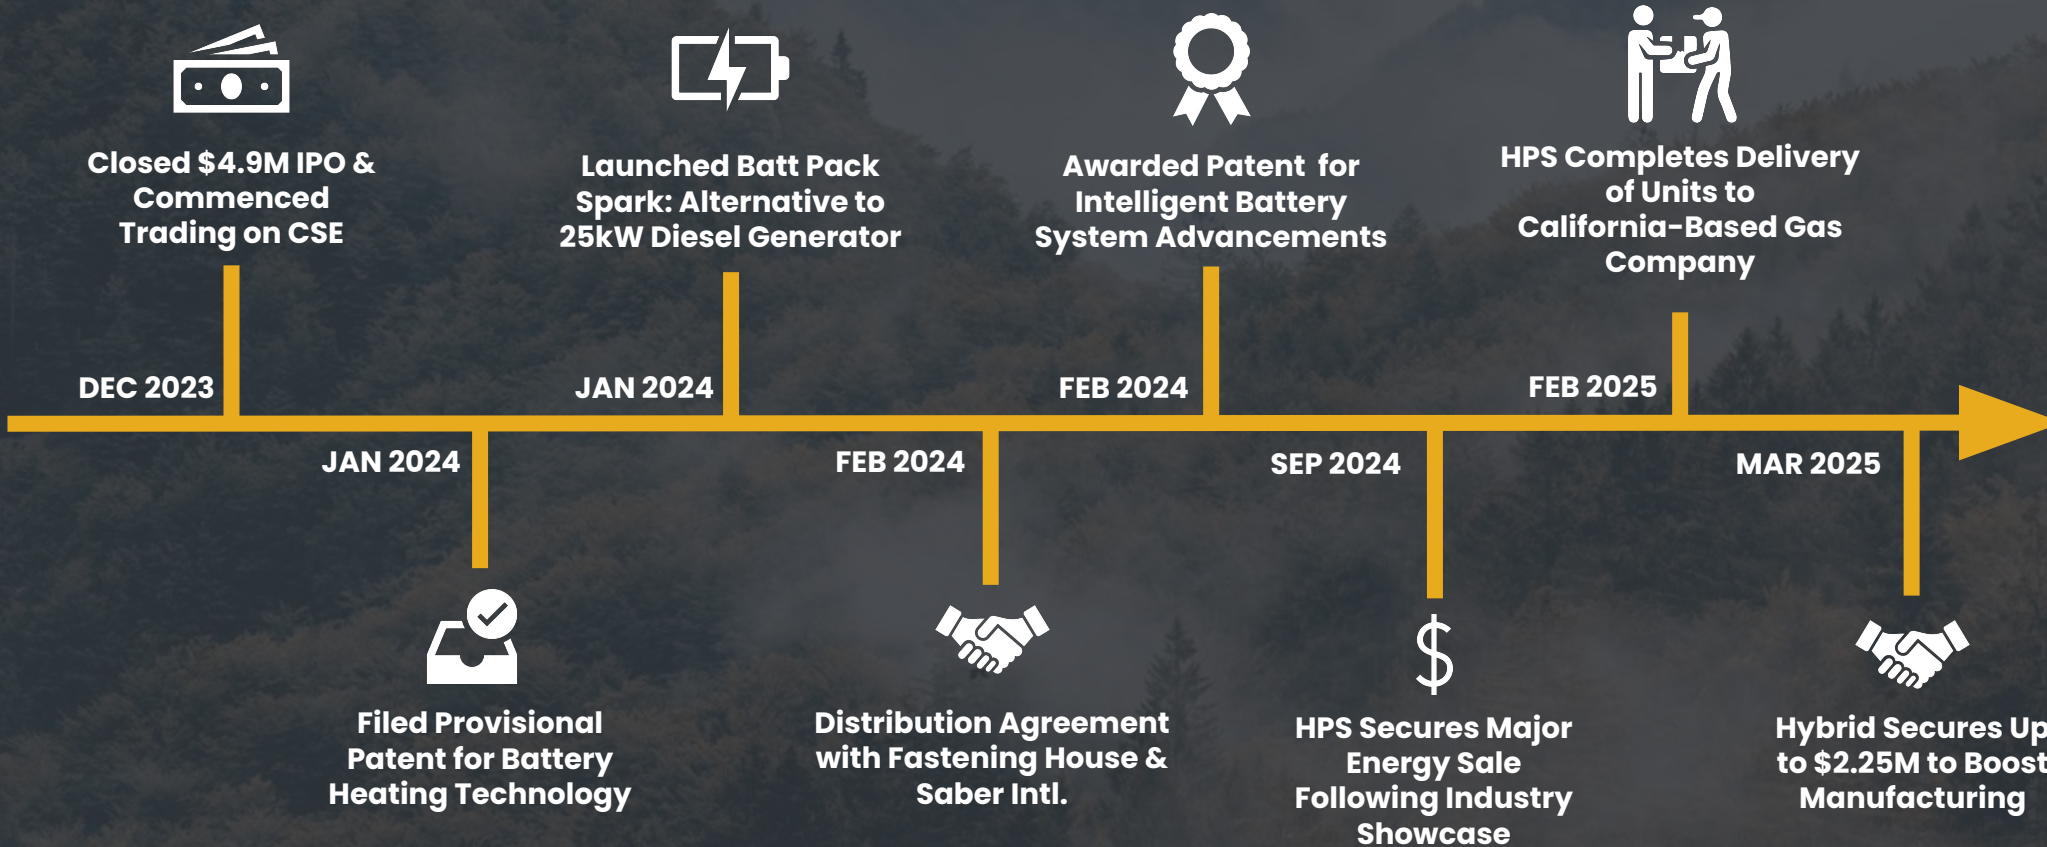 Closed $4.9M IPO &
Commenced
Trading on CSE
DEC 2023
JAN 2024
Filed Provisional
Patent for Battery
Heating Technology
Launched Batt Pack
Spark: Alternative to
25kW Diesel Generator
JAN 2024
FEB 2024
Distribution Agreement
with Fastening House &
Saber Intl.
Awarded Patent for
Intelligent Battery
System Advancements
FEB 2024
SEP 2024
$
HPS Secures Major
Energy Sale
Following Industry
Showcase
HPS Completes Delivery
of Units to
California-Based Gas
Company
FEB 2025
MAR 2025
Hybrid Secures Up
to $2.25M to Boost
Manufacturing